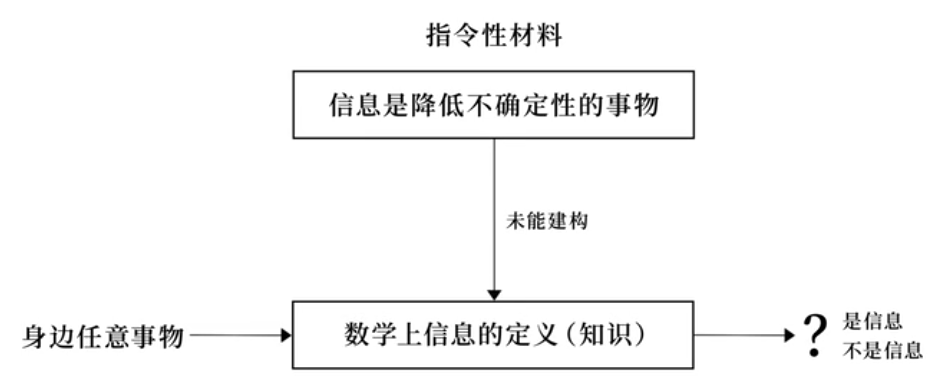 指令性材料
信息是降低不确定性的事物
未能建构
身边任意事物
数学上信息的定义（知识）
?
是信息
不是信息